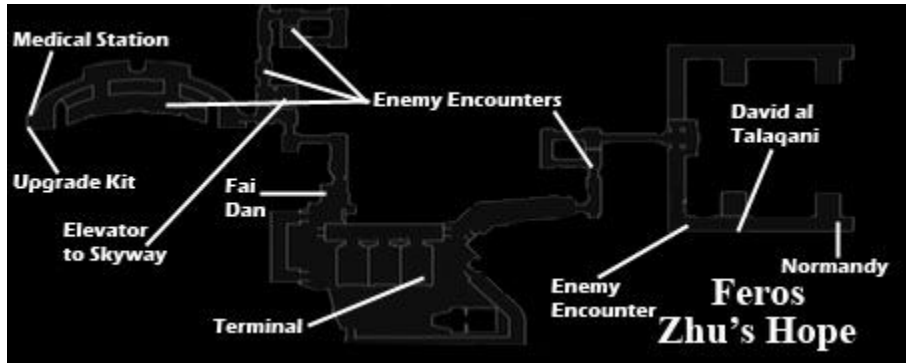 Medical Station
Enemy Encounters
David al
Talaqani
Upgrade Kit
Fai
Dan
Elevator
to Skyway
Normandy
Enemy
Encounter
Terminal
Feros
Zhu's Hope